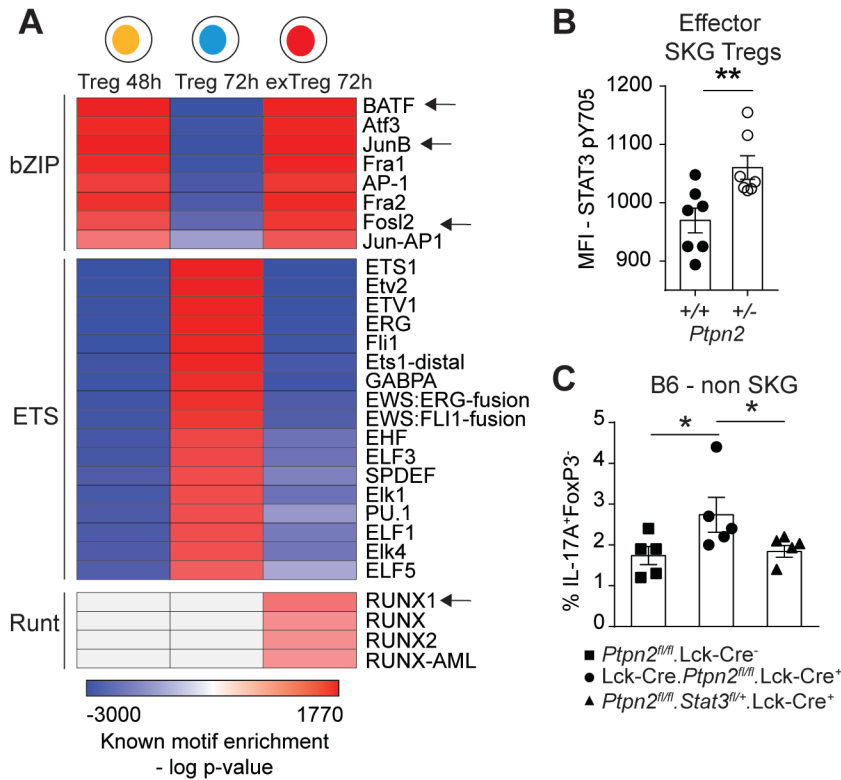 A
Treg 48h
Treg 72h
exTreg 72h
bZIP
BATF
Atf3
JunB
Fra1
AP-1
Fra2
Fosl2
Jun-AP1
ETS
ETS1
Etv2
ETV1
ERG
Fli1
Ets1-distal
GABPA
EWS:ERG-fusion
EWS:FLI1-fusion
EHF
ELF3
SPDEF
Elk1
PU.1
ELF1
Elk4
ELF5
Runt
RUNX1
RUNX
RUNX2
RUNX-AML
-3000
1770
Known motif enrichment
- log p-value
B
Effector
SKG Tregs
**
MFI - STAT3 pY705
1200
1100
1000
900
+/+
+/-
Ptpn2
C
B6 - non SKG
*
*
% IL-17A+FoxP3-
5
4
3
2
1
0
■ Ptpn2fl/fl.Lck-Cre-
● Lck-Cre.Ptpn2fl/fl.Lck-Cre+
▲ Ptpn2fl/fl.Stat3fl/+.Lck-Cre+